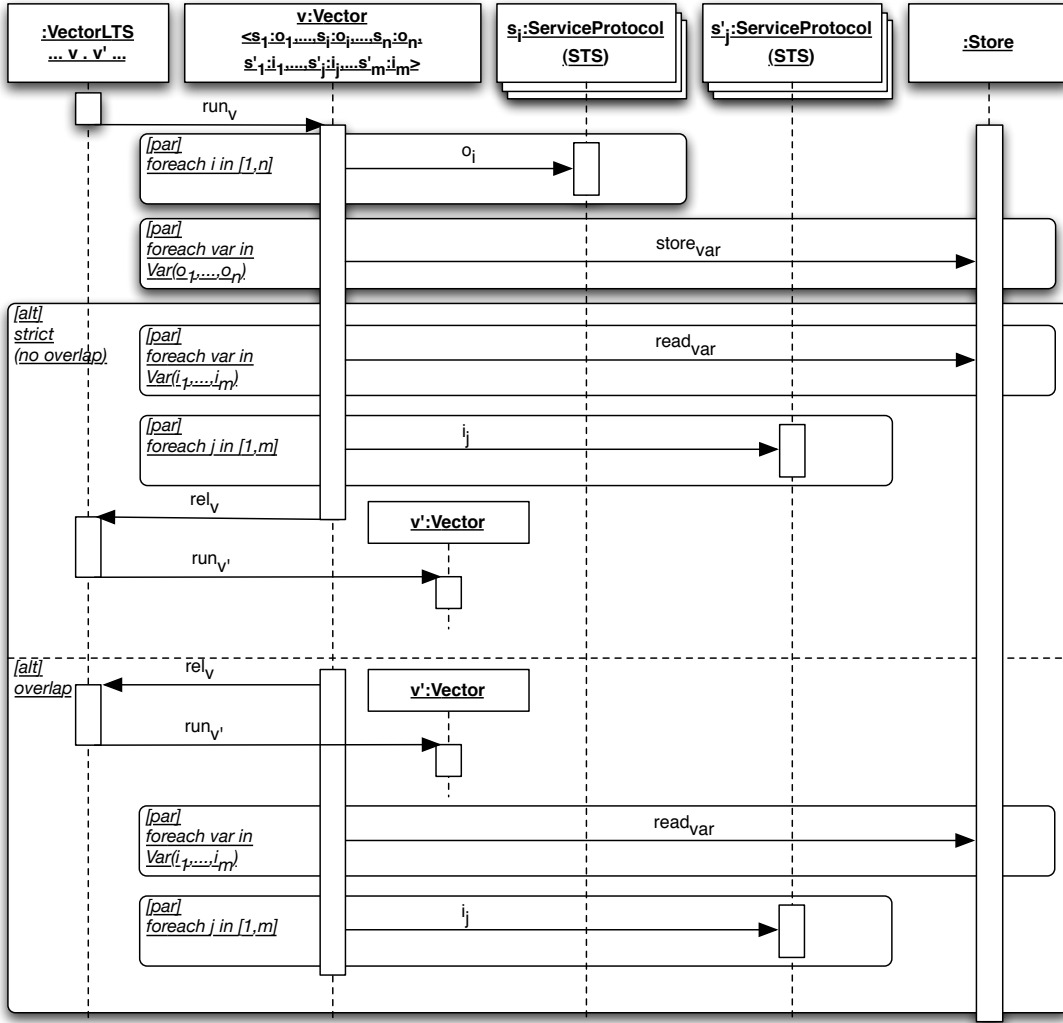 :VectorLTS
... v . v' ...
v:Vector
<s1:o1,...,si:oi,...,sn:on,
s'1:i1,...,s'j:ij,...s'm:im>
si:ServiceProtocol
(STS)
s'j:ServiceProtocol
(STS)
:Store
runv
[par]
foreach i in [1,n]
oi
[par]
foreach var in
Var(o1,...,on)
storevar
[alt]
strict
(no overlap)
[par]
foreach var in
Var(i1,...,im)
readvar
[par]
foreach j in [1,m]
ij
relv
v':Vector
runv'
[alt]
overlap
relv
v':Vector
runv'
[par]
foreach var in
Var(i1,...,im)
readvar
[par]
foreach j in [1,m]
ij